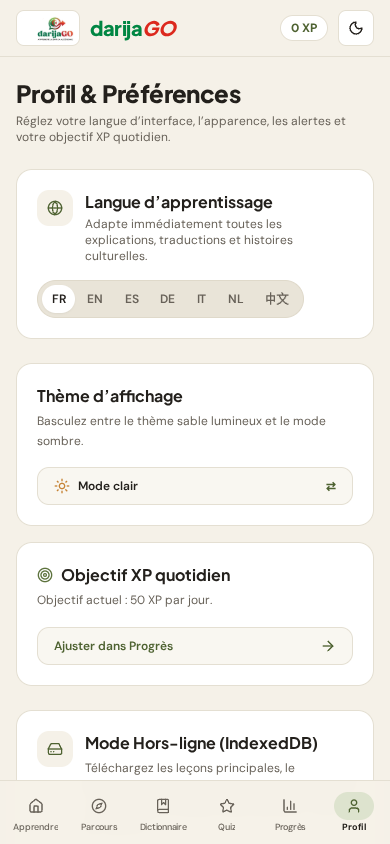 darijaGO
darijaGO
0 XP
Profil & Préférences
Réglez votre langue d’interface, l’apparence, les alertes et
votre objectif XP quotidien.
Langue d’apprentissage
Adapte immédiatement toutes les
explications, traductions et histoires
culturelles.
FR EN ES DE IT NL 中文
Thème d’affichage
Basculez entre le thème sable lumineux et le mode
sombre.
Mode clair
Objectif XP quotidien
Objectif actuel : 50 XP par jour.
Ajuster dans Progrès
Mode Hors-ligne (IndexedDB)
Téléchargez les leçons principales, le
Apprendre Parcours Dictionnaire Quiz Progrès Profil